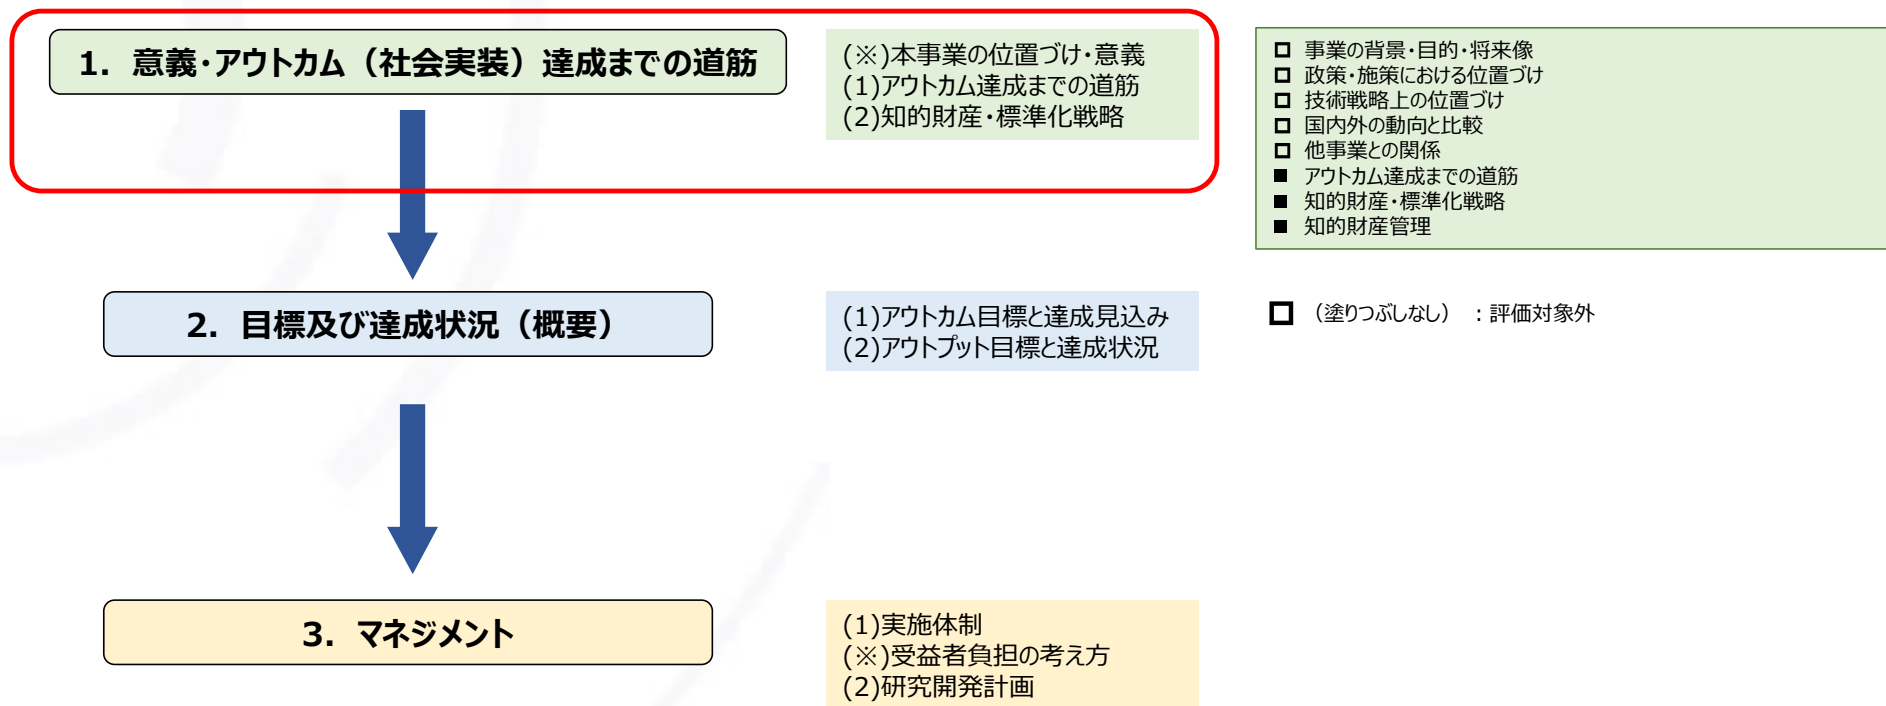 1. 意義・アウトカム（社会実装）達成までの道筋
(※)本事業の位置づけ・意義
(1)アウトカム達成までの道筋
(2)知的財産・標準化戦略
□ 事業の背景・目的・将来像
□ 政策・施策における位置づけ
□ 技術戦略上の位置づけ
□ 国内外の動向と比較
□ 他事業との関係
■ アウトカム達成までの道筋
■ 知的財産・標準化戦略
■ 知的財産管理
2. 目標及び達成状況（概要）
(1)アウトカム目標と達成見込み
(2)アウトプット目標と達成状況
□ （塗りつぶしなし）：評価対象外
3. マネジメント
(1)実施体制
(※)受益者負担の考え方
(2)研究開発計画